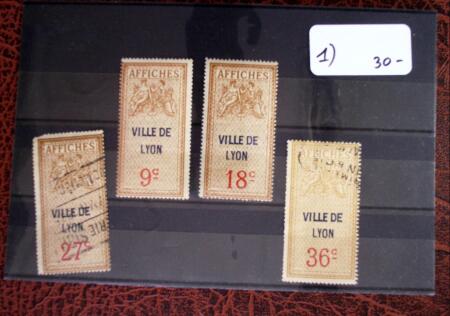 1) 30-
AFFICHES
VILLE DE
LYON
9c
AFFICHES
VILLE DE
LYON
18c
AFFICHES
VILLE DE
LYON
27c
AFFICHES
VILLE DE
LYON
36c